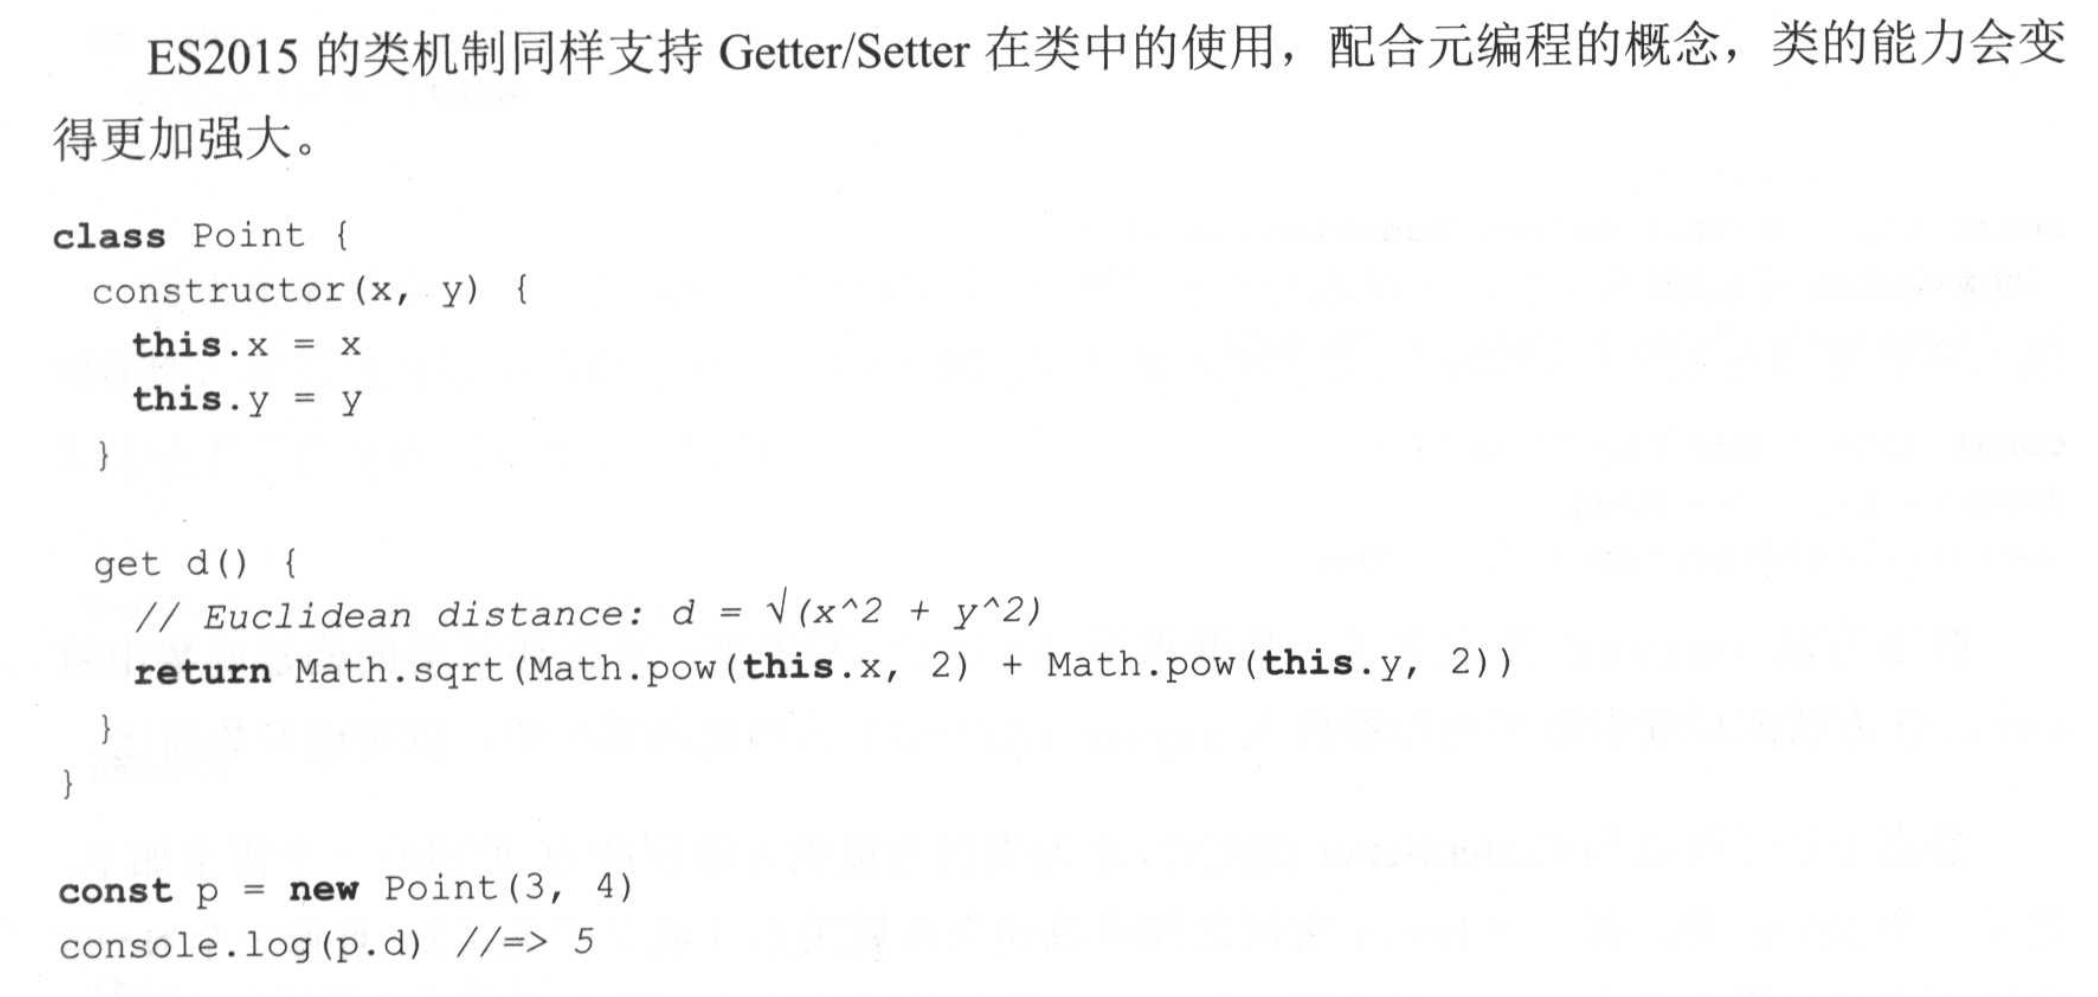 ES2015 的类机制同样支持 Getter/Setter 在类中的使用，配合元编程的概念，类的能力会变
得更加强大。
class Point {
  constructor(x, y) {
    this.x = x
    this.y = y
  }

  get d() {
    // Euclidean distance: d = √(x^2 + y^2)
    return Math.sqrt(Math.pow(this.x, 2) + Math.pow(this.y, 2))
  }
}

const p = new Point(3, 4)
console.log(p.d) //=> 5